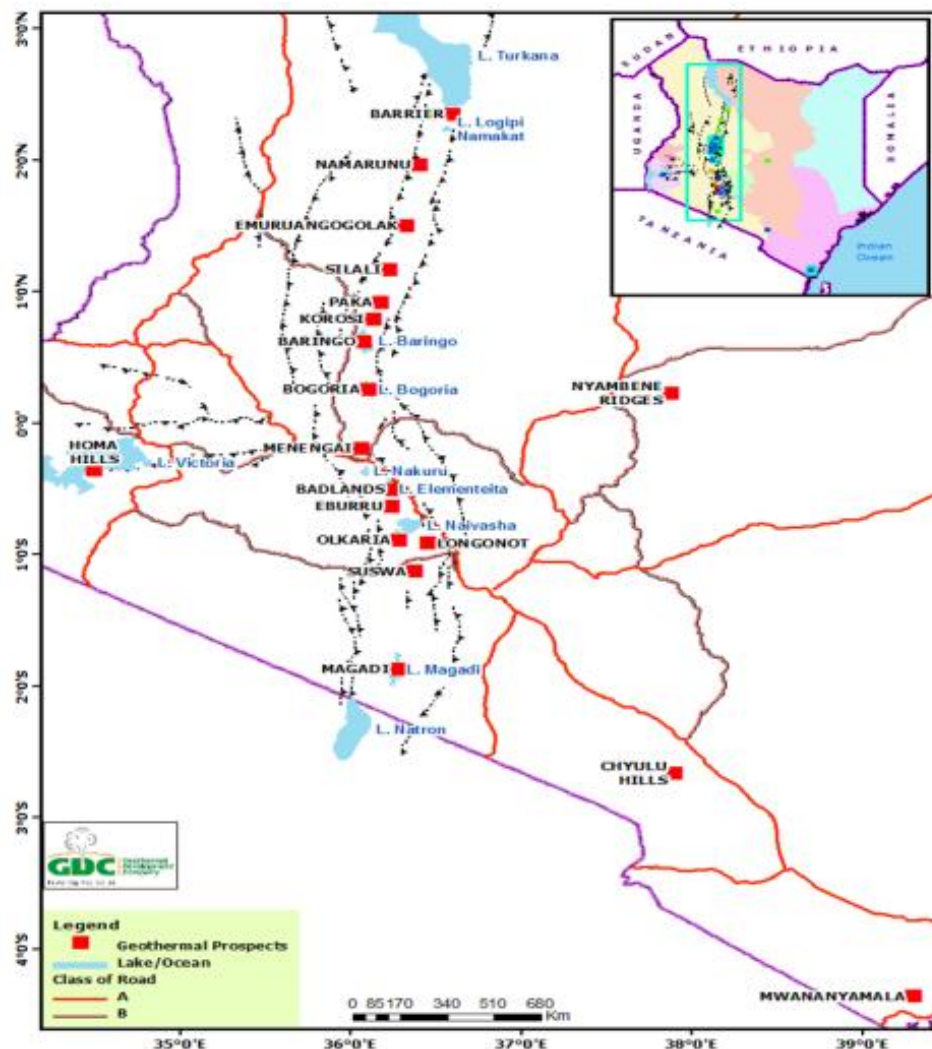 3°0'N
2°0'N
1°0'N
0°0'
1°0'S
2°0'S
3°0'S
4°0'S
L. Turkana
BARRIER
L. Logipi
Namakat
NAMARUNU
EMURUANGOGOLAK
SILALI
PAKA
KOROSI
BARINGO
L. Baringo
BOGORIA
L. Bogoria
NYAMBENE
RIDGES
HOMA
HILLS
L. Victoria
MENENGAI
L. Nakuru
BADLANDS
L. Elementeita
EBURRU
L. Naivasha
OLKARIA
LONGONOT
SUSWA
MAGADI
L. Magadi
L. Natron
CHYULU
HILLS
MWANANYAMALA
SUDAN
ETHIOPIA
UGANDA
SOMALIA
TANZANIA
Indian
Ocean
GDC
Geothermal
Development
Company
Legend
Geothermal Prospects
Lake/Ocean
Class of Road
A
B
0 85 170 340 510 680
Km
35°0'E
36°0'E
37°0'E
38°0'E
39°0'E